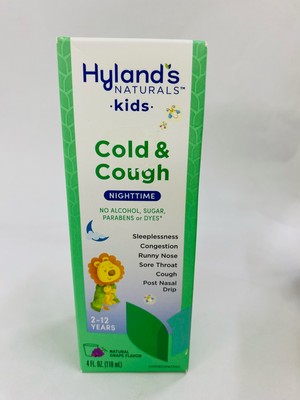 Hyland's
NATURALS™
·kids·
Cold &
Cough
NIGHTTIME
NO ALCOHOL, SUGAR,
PARABENS or DYES*
Sleeplessness
Congestion
Runny Nose
Sore Throat
Cough
Post Nasal
Drip
2-12
YEARS
NATURAL
GRAPE FLAVOR
4 FL OZ (118 mL)